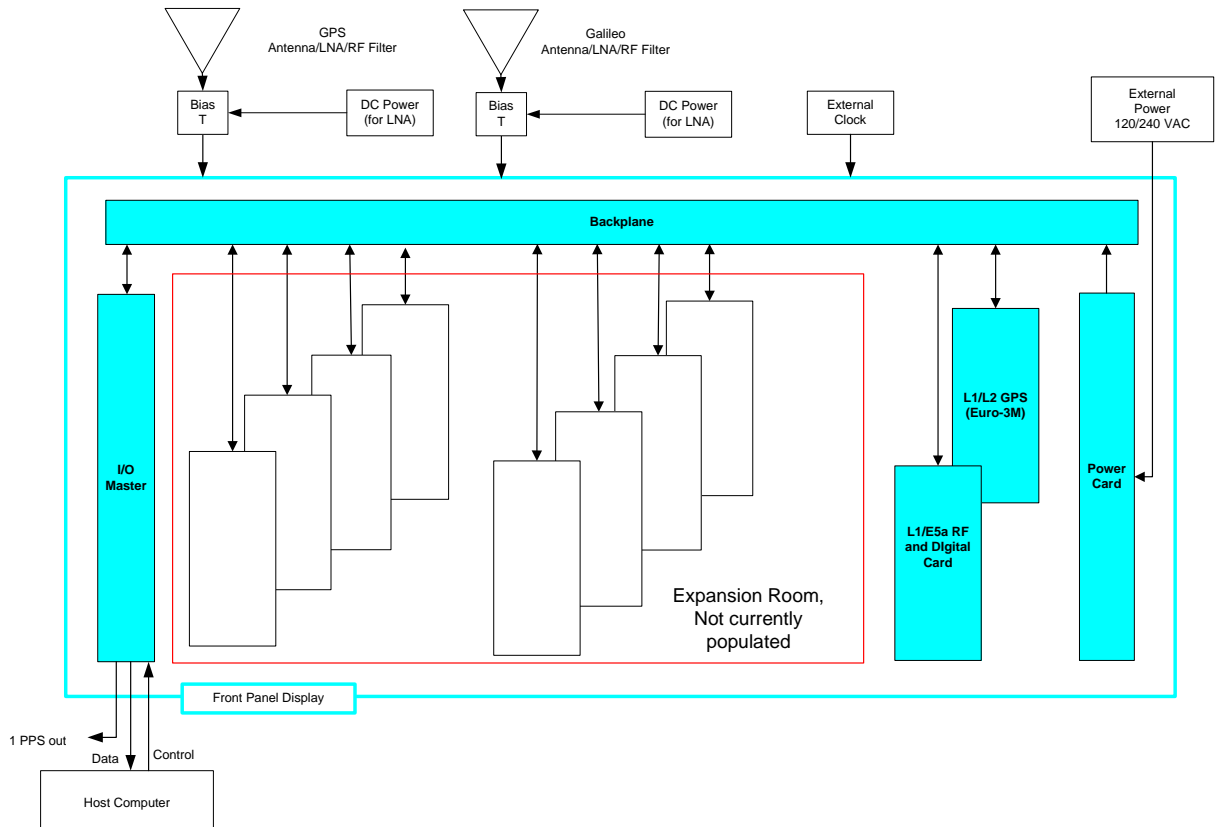 GPS
Antenna/LNA/RF Filter
Galileo
Antenna/LNA/RF Filter
Bias
T
DC Power
(for LNA)
Bias
T
DC Power
(for LNA)
External
Clock
External
Power
120/240 VAC
Backplane
I/O
Master
L1/L2 GPS
(Euro-3M)
L1/E5a RF
and DIgital
Card
Power
Card
Expansion Room,
Not currently
populated
Front Panel Display
1 PPS out
Data
Control
Host Computer